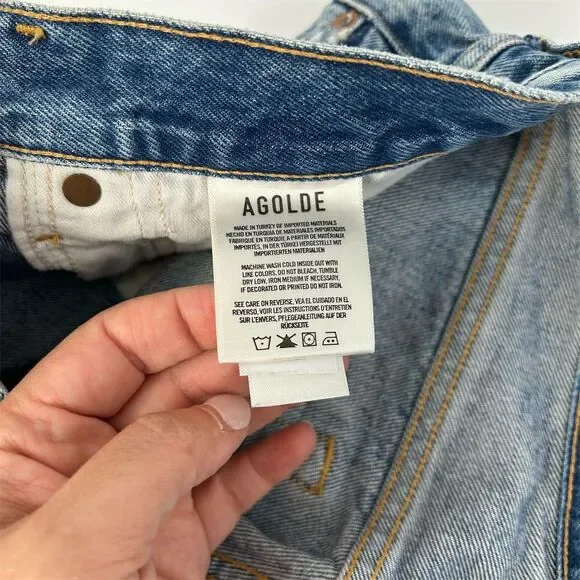 AGOLDE
MADE IN TURKEY OF IMPORTED MATERIALS
HECHO EN TURQUIA DE MATERIALES IMPORTADOS
FABRIQUE EN TURQUIE A PARTIR DE MATÉRIAUX
IMPORTÉS, IN DER TÜRKEI HERGESTELLT MIT
IMPORTIERTEN MATERIALIEN
MACHINE WASH COLD INSIDE OUT WITH
LIKE COLORS. DO NOT BLEACH, TUMBLE
DRY LOW, IRON MEDIUM IF NECESSARY,
IF DECORATED OR PRINTED DO NOT IRON.
SEE CARE ON REVERSE, VEA EL CUIDADO EN EL
REVERSO, VOIR LES INSTRUCTIONS D'ENTRETIEN
SUR L'ENVERS, PFLEGEANLEITUNG AUF DER
RÜCKSEITE